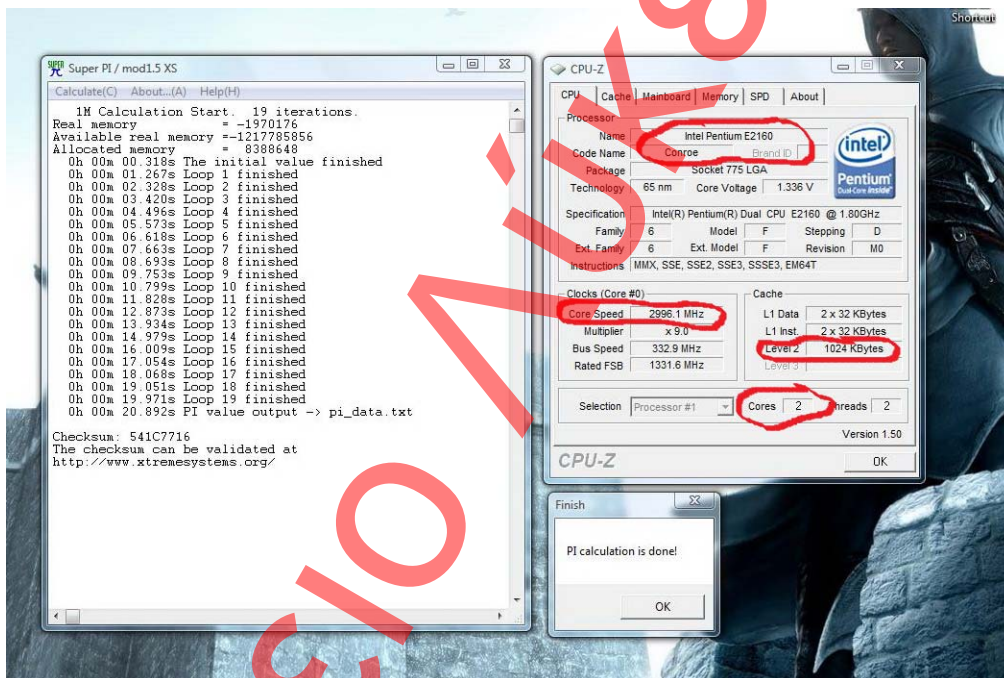 Shortcut
Super PI / mod1.5 XS
Calculate(C) About...(A) Help(H)
1M Calculation Start. 19 iterations.
Real memory = -1970176
Available real memory =-1217785856
Allocated memory = 8388648
0h 00m 00.318s The initial value finished
0h 00m 01.267s Loop 1 finished
0h 00m 02.328s Loop 2 finished
0h 00m 03.420s Loop 3 finished
0h 00m 04.496s Loop 4 finished
0h 00m 05.573s Loop 5 finished
0h 00m 06.618s Loop 6 finished
0h 00m 07.663s Loop 7 finished
0h 00m 08.693s Loop 8 finished
0h 00m 09.753s Loop 9 finished
0h 00m 10.799s Loop 10 finished
0h 00m 11.828s Loop 11 finished
0h 00m 12.873s Loop 12 finished
0h 00m 13.934s Loop 13 finished
0h 00m 14.979s Loop 14 finished
0h 00m 16.009s Loop 15 finished
0h 00m 17.054s Loop 16 finished
0h 00m 18.068s Loop 17 finished
0h 00m 19.051s Loop 18 finished
0h 00m 19.971s Loop 19 finished
0h 00m 20.892s PI value output -> pi_data.txt
Checksum: 541C7716
The checksum can be validated at
http://www.xtremesystems.org/
CPU-Z
CPU Cache Mainboard Memory SPD About
Processor
Name Intel Pentium E2160
Code Name Conroe Brand ID
Package Socket 775 LGA
Technology 65 nm Core Voltage 1.336 V
intel
Pentium
Dual-Core inside
Specification Intel(R) Pentium(R) Dual CPU E2160 @ 1.80GHz
Family 6 Model F Stepping D
Ext. Family 6 Ext. Model F Revision M0
Instructions MMX, SSE, SSE2, SSE3, SSSE3, EM64T
Clocks (Core #0)
Core Speed 2996.1 MHz
Multiplier x 9.0
Bus Speed 332.9 MHz
Rated FSB 1331.6 MHz
Cache
L1 Data 2 x 32 KBytes
L1 Inst. 2 x 32 KBytes
Level 2 1024 KBytes
Level 3
Selection Processor #1 Cores 2 Threads 2
Version 1.50
CPU-Z OK
Finish
PI calculation is done!
OK